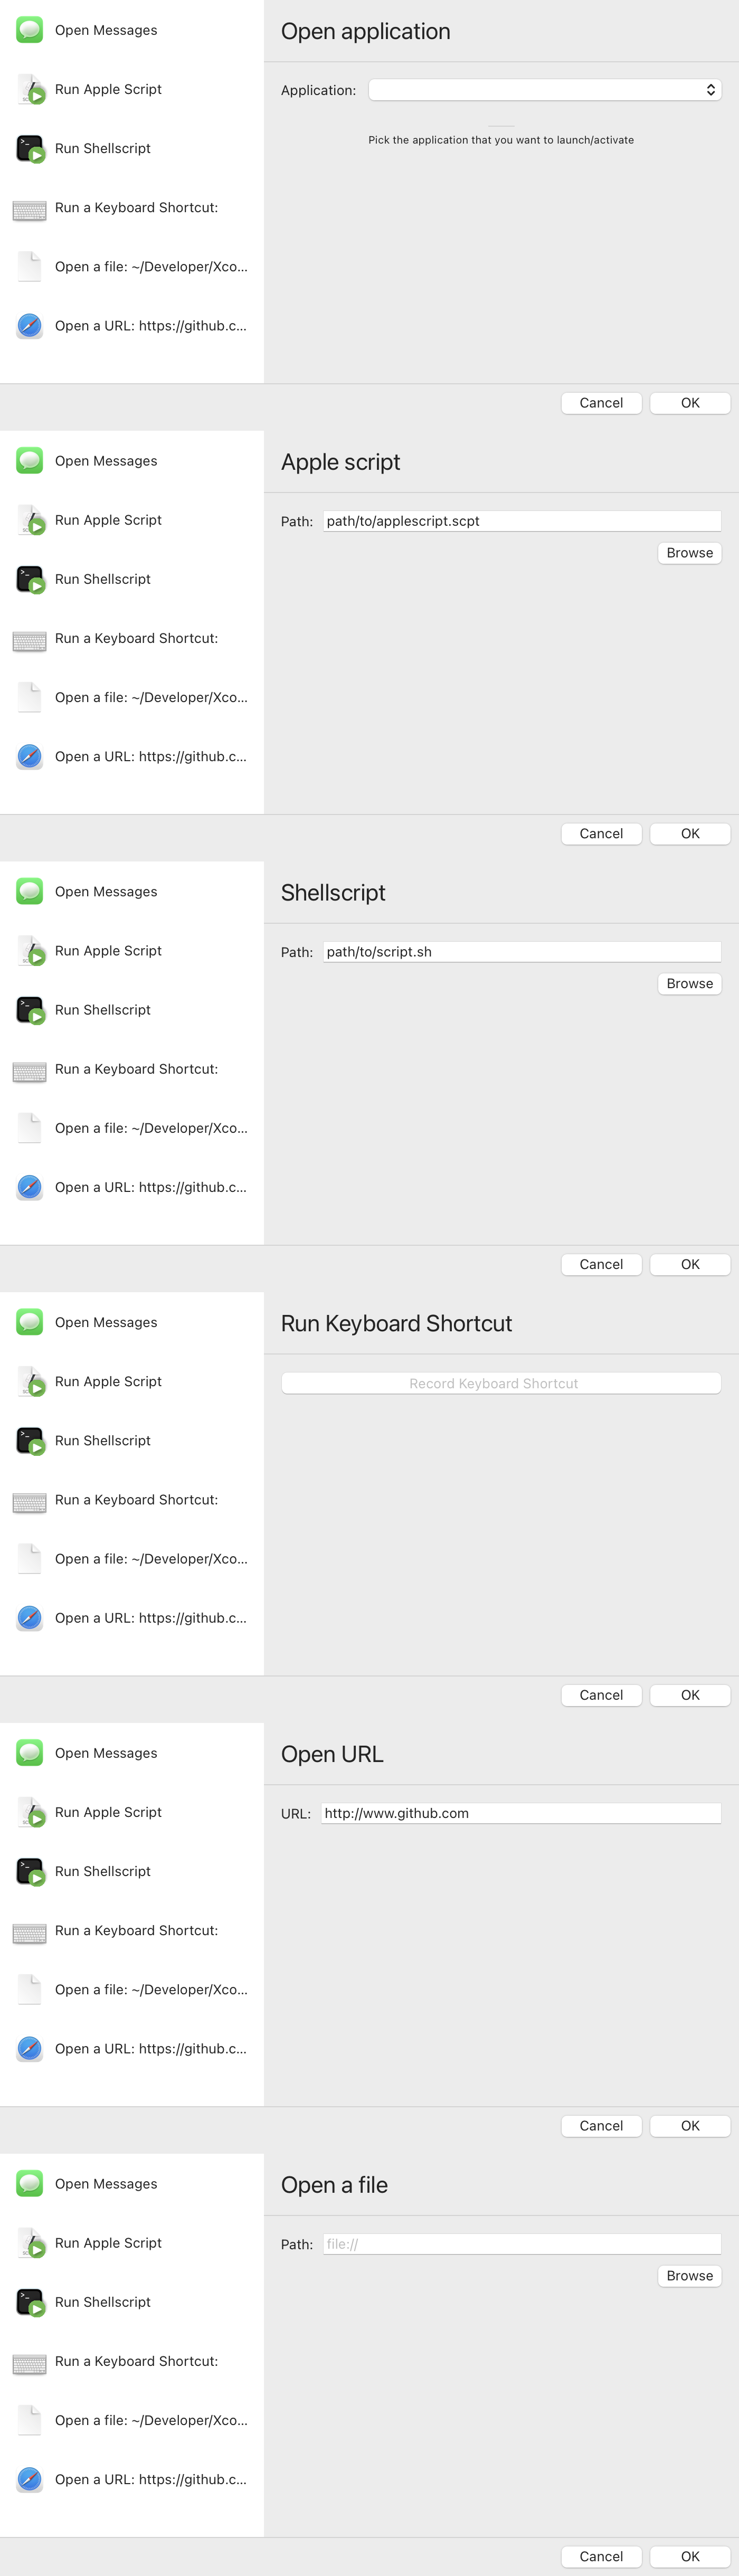 Open Messages
Run Apple Script
Run Shellscript
Run a Keyboard Shortcut:
Open a file: ~/Developer/Xco...
Open a URL: https://github.c...
Open application
Application:
Pick the application that you want to launch/activate
Cancel
OK
Open Messages
Run Apple Script
Run Shellscript
Run a Keyboard Shortcut:
Open a file: ~/Developer/Xco...
Open a URL: https://github.c...
Apple script
Path: path/to/applescript.scpt
Browse
Cancel
OK
Open Messages
Run Apple Script
Run Shellscript
Run a Keyboard Shortcut:
Open a file: ~/Developer/Xco...
Open a URL: https://github.c...
Shellscript
Path: path/to/script.sh
Browse
Cancel
OK
Open Messages
Run Apple Script
Run Shellscript
Run a Keyboard Shortcut:
Open a file: ~/Developer/Xco...
Open a URL: https://github.c...
Run Keyboard Shortcut
Record Keyboard Shortcut
Cancel
OK
Open Messages
Run Apple Script
Run Shellscript
Run a Keyboard Shortcut:
Open a file: ~/Developer/Xco...
Open a URL: https://github.c...
Open URL
URL: http://www.github.com
Cancel
OK
Open Messages
Run Apple Script
Run Shellscript
Run a Keyboard Shortcut:
Open a file: ~/Developer/Xco...
Open a URL: https://github.c...
Open a file
Path: file://
Browse
Cancel
OK